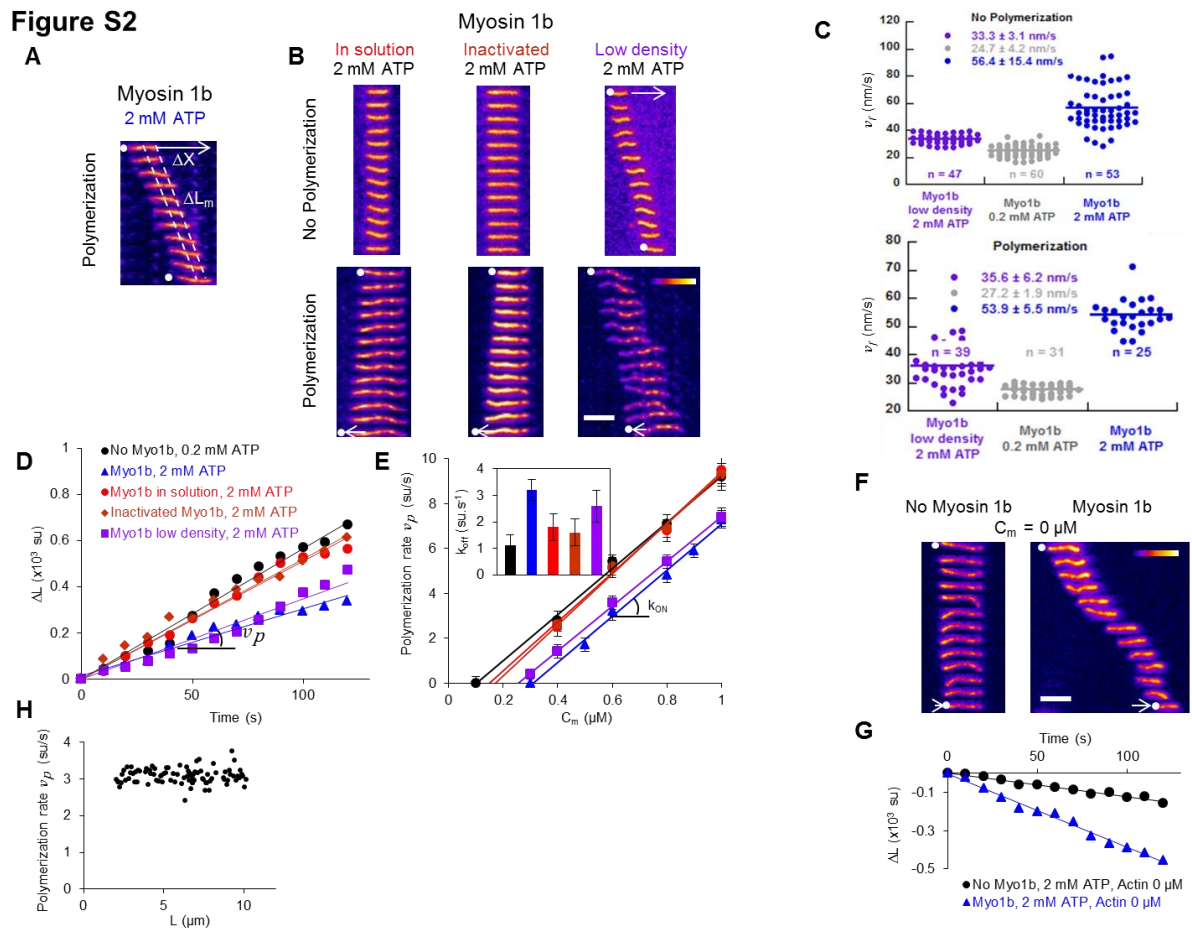 Figure S2
A
Myosin 1b
2 mM ATP
Polymerization
ΔX
ΔLm
B
Myosin 1b
In solution
2 mM ATP
Inactivated
2 mM ATP
Low density
2 mM ATP
No Polymerization
Polymerization
C
No Polymerization
33.3 ± 3.1 nm/s
24.7 ± 4.2 nm/s
56.4 ± 15.4 nm/s
vf (nm/s)
120
100
80
60
40
20
0
n = 47
n = 60
n = 53
Myo1b
low density
2 mM ATP
Myo1b
0.2 mM ATP
Myo1b
2 mM ATP
Polymerization
35.6 ± 6.2 nm/s
27.2 ± 1.9 nm/s
53.9 ± 5.5 nm/s
vf (nm/s)
80
70
60
50
40
30
20
n = 39
n = 31
n = 25
Myo1b
low density
2 mM ATP
Myo1b
0.2 mM ATP
Myo1b
2 mM ATP
D
No Myo1b, 0.2 mM ATP
Myo1b, 2 mM ATP
Myo1b in solution, 2 mM ATP
Inactivated Myo1b, 2 mM ATP
Myo1b low density, 2 mM ATP
ΔL (x10³ su)
1
0.8
0.6
0.4
0.2
0
vp
0 50 100
Time (s)
E
Polymerization rate vp (su/s)
10
8
6
4
2
0
koff (su.s⁻¹)
4
3
2
1
0
kON
0 0.2 0.4 0.6 0.8 1
Cm (µM)
F
No Myosin 1b
Myosin 1b
Cm = 0 µM
G
Time (s)
0 50 100
-0.1
-0.3
-0.5
ΔL (x10³ su)
No Myo1b, 2 mM ATP, Actin 0 µM
Myo1b, 2 mM ATP, Actin 0 µM
H
Polymerization rate vp (su/s)
4
3
2
1
0
0 5 10
L (µm)